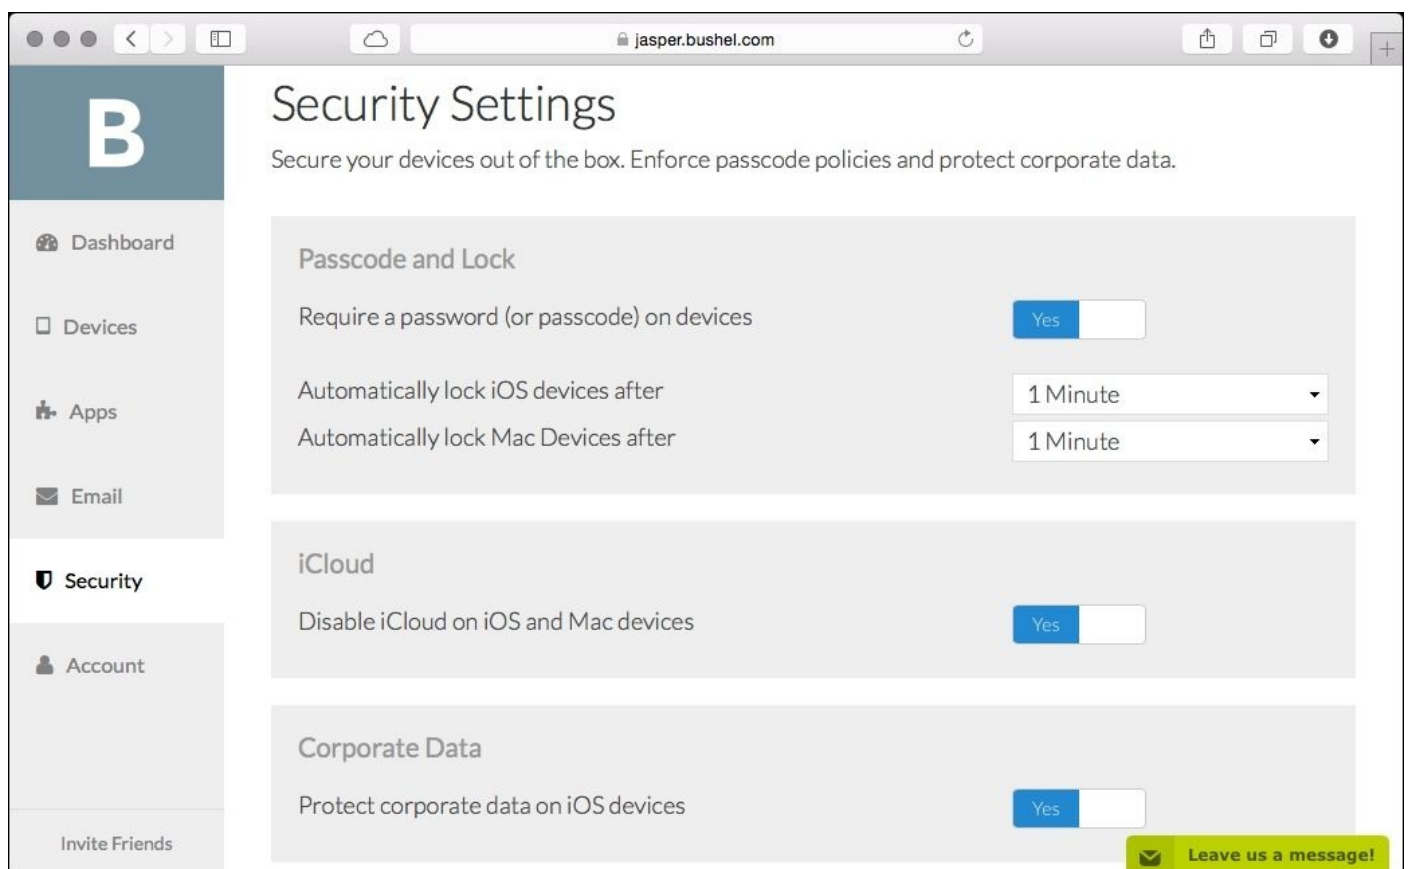 jasper.bushel.com
B
Security Settings
Secure your devices out of the box. Enforce passcode policies and protect corporate data.
Dashboard
Devices
Apps
Email
Security
Account
Invite Friends
Passcode and Lock
Require a password (or passcode) on devices Yes
Automatically lock iOS devices after 1 Minute
Automatically lock Mac Devices after 1 Minute
iCloud
Disable iCloud on iOS and Mac devices Yes
Corporate Data
Protect corporate data on iOS devices Yes
Leave us a message!